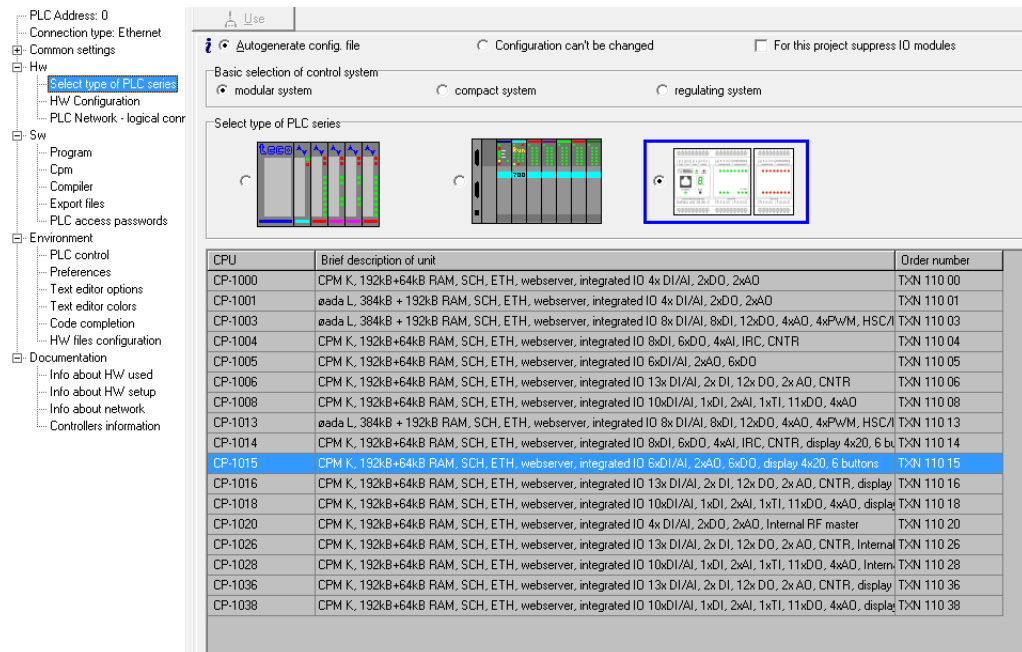 PLC Address: 0
Connection type: Ethernet
Common settings
Hw
Select type of PLC series
HW Configuration
PLC Network - logical conr
Sw
Program
Cpm
Compiler
Export files
PLC access passwords
Environment
PLC control
Preferences
Text editor options
Text editor colors
Code completion
HW files configuration
Documentation
Info about HW used
Info about HW setup
Info about network
Controllers information
Use
Autogenerate config. file Configuration can't be changed For this project suppress IO modules
Basic selection of control system
modular system compact system regulating system
Select type of PLC series
teco
Run
700
CPU Brief description of unit Order number
CP-1000 CPM K, 192kB+64kB RAM, SCH, ETH, webserver, integrated IO 4x DI/AI, 2xDO, 2xAO TXN 110 00
CP-1001 øada L, 384kB + 192kB RAM, SCH, ETH, webserver, integrated IO 4x DI/AI, 2xDO, 2xAO TXN 110 01
CP-1003 øada L, 384kB + 192kB RAM, SCH, ETH, webserver, integrated IO 8x DI/AI, 8xDI, 12xDO, 4xAO, 4xPWM, HSC/I TXN 110 03
CP-1004 CPM K, 192kB+64kB RAM, SCH, ETH, webserver, integrated IO 8xDI, 6xDO, 4xAI, IRC, CNTR TXN 110 04
CP-1005 CPM K, 192kB+64kB RAM, SCH, ETH, webserver, integrated IO 6xDI/AI, 2xAO, 6xDO TXN 110 05
CP-1006 CPM K, 192kB+64kB RAM, SCH, ETH, webserver, integrated IO 13x DI/AI, 2x DI, 12x DO, 2x AO, CNTR TXN 110 06
CP-1008 CPM K, 192kB+64kB RAM, SCH, ETH, webserver, integrated IO 10xDI/AI, 1xDI, 2xAI, 1xTI, 11xDO, 4xAO TXN 110 08
CP-1013 øada L, 384kB + 192kB RAM, SCH, ETH, webserver, integrated IO 8x DI/AI, 8xDI, 12xDO, 4xAO, 4xPWM, HSC/I TXN 110 13
CP-1014 CPM K, 192kB+64kB RAM, SCH, ETH, webserver, integrated IO 8xDI, 6xDO, 4xAI, IRC, CNTR, display 4x20, 6 bu TXN 110 14
CP-1015 CPM K, 192kB+64kB RAM, SCH, ETH, webserver, integrated IO 6xDI/AI, 2xAO, 6xDO, display 4x20, 6 buttons TXN 110 15
CP-1016 CPM K, 192kB+64kB RAM, SCH, ETH, webserver, integrated IO 13x DI/AI, 2x DI, 12x DO, 2x AO, CNTR, display TXN 110 16
CP-1018 CPM K, 192kB+64kB RAM, SCH, ETH, webserver, integrated IO 10xDI/AI, 1xDI, 2xAI, 1xTI, 11xDO, 4xAO, display TXN 110 18
CP-1020 CPM K, 192kB+64kB RAM, SCH, ETH, webserver, integrated IO 4x DI/AI, 2xDO, 2xAO, Internal RF master TXN 110 20
CP-1026 CPM K, 192kB+64kB RAM, SCH, ETH, webserver, integrated IO 13x DI/AI, 2x DI, 12x DO, 2x AO, CNTR, Internal TXN 110 26
CP-1028 CPM K, 192kB+64kB RAM, SCH, ETH, webserver, integrated IO 10xDI/AI, 1xDI, 2xAI, 1xTI, 11xDO, 4xAO, Intern TXN 110 28
CP-1036 CPM K, 192kB+64kB RAM, SCH, ETH, webserver, integrated IO 13x DI/AI, 2x DI, 12x DO, 2x AO, CNTR, display TXN 110 36
CP-1038 CPM K, 192kB+64kB RAM, SCH, ETH, webserver, integrated IO 10xDI/AI, 1xDI, 2xAI, 1xTI, 11xDO, 4xAO, display TXN 110 38